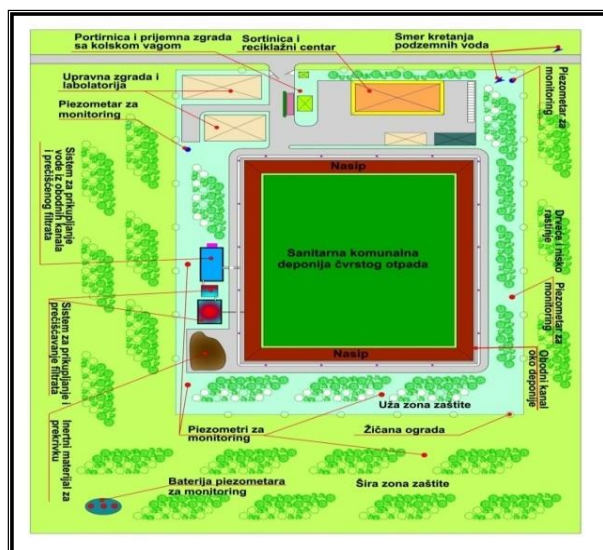 Portirnica i prijemna zgrada
sa kolskom vagom
Sortinica i
reciklažni centar
Smer kretanja
podzemnih voda
Upravna zgrada i
labolatorija
Piezometar za
monitoring
Piezometar za
monitoring
Sistem za prikupljanje
vode iz obodnih kanala
i prečišćenog filtrata
Nasip
Drveće i nisko
rastinje
Sanitarna komunalna
deponija čvrstog otpada
Piezometar za
monitoring
Sistem za prikupljanje i
prečišćavanje filtrata
Nasip
Obodni kanal
oko deponije
Uža zona zaštite
Inertni materijal za
prekrivku
Piezometri za
monitoring
Žičana ograda
Baterija piezometara
za monitoring
Šira zona zaštite